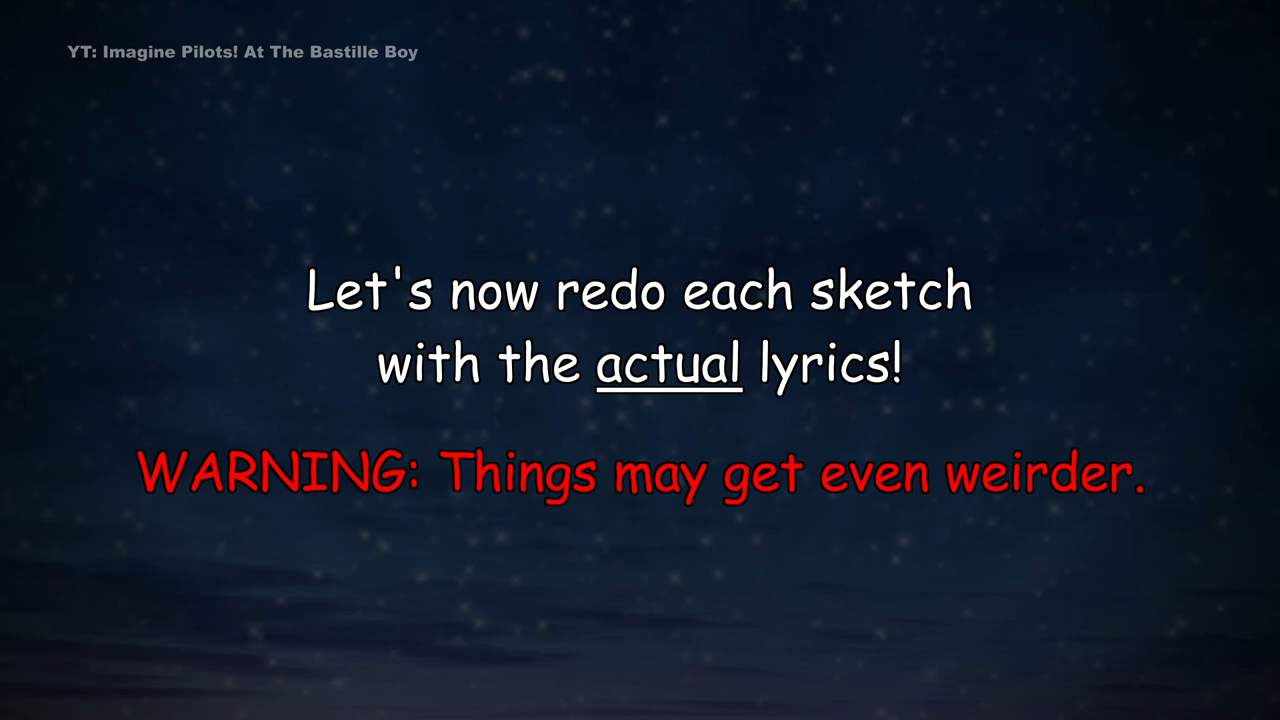 YT: Imagine Pilots! At The Bastille Boy
Let's now redo each sketch
with the actual lyrics!
WARNING: Things may get even weirder.